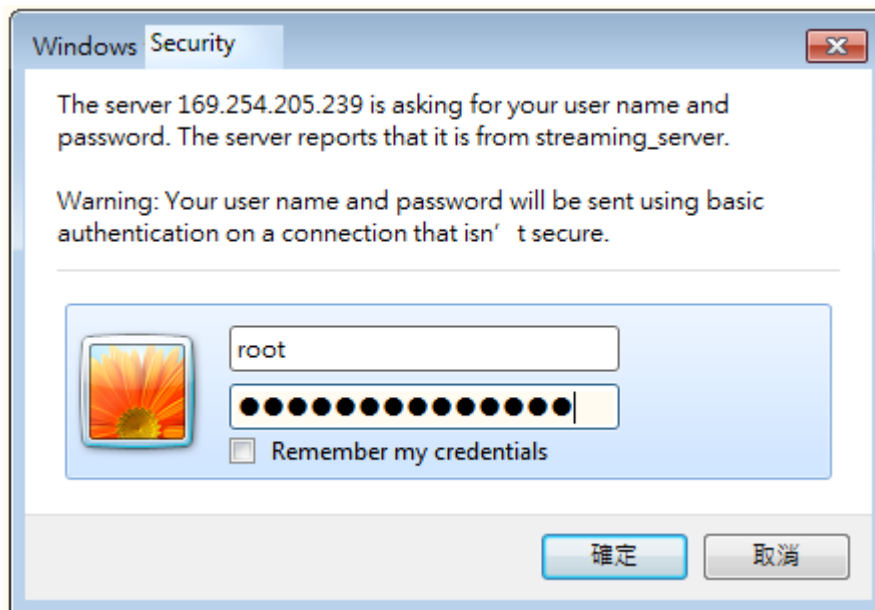 Windows Security
The server 169.254.205.239 is asking for your user name and
password. The server reports that it is from streaming_server.
Warning: Your user name and password will be sent using basic
authentication on a connection that isn’ t secure.
root
●●●●●●●●●●●●●●
Remember my credentials
確定 取消